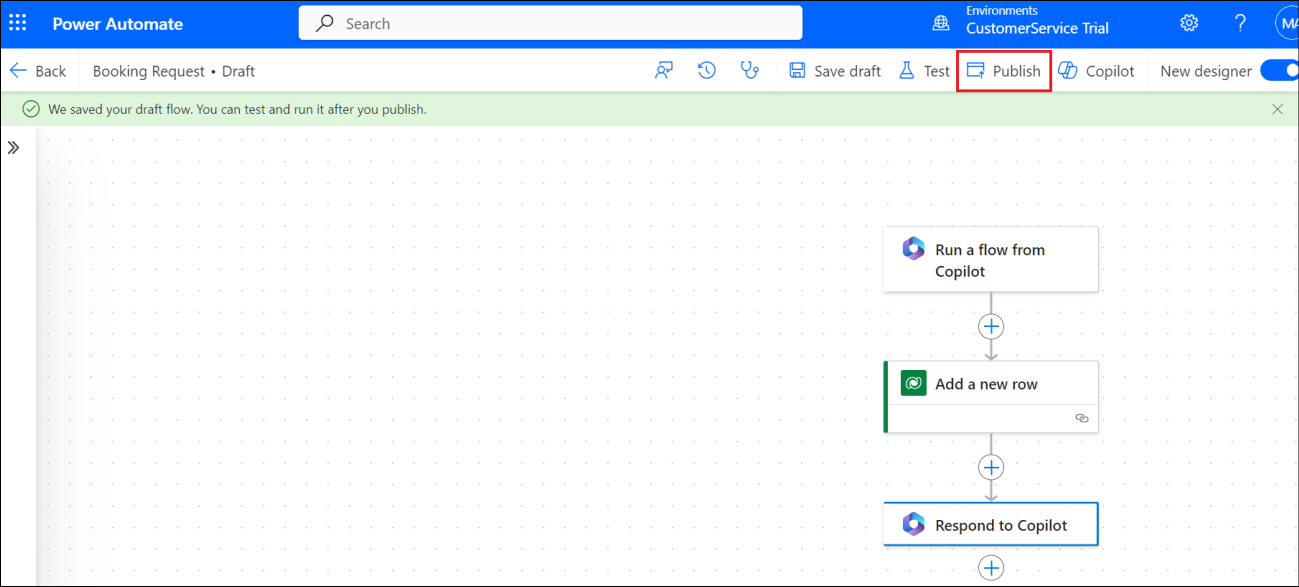 Power Automate
Search
Environments
CustomerService Trial
?
MA
Back
Booking Request • Draft
Save draft
Test
Publish
Copilot
New designer
We saved your draft flow. You can test and run it after you publish.
Run a flow from
Copilot
Add a new row
Respond to Copilot